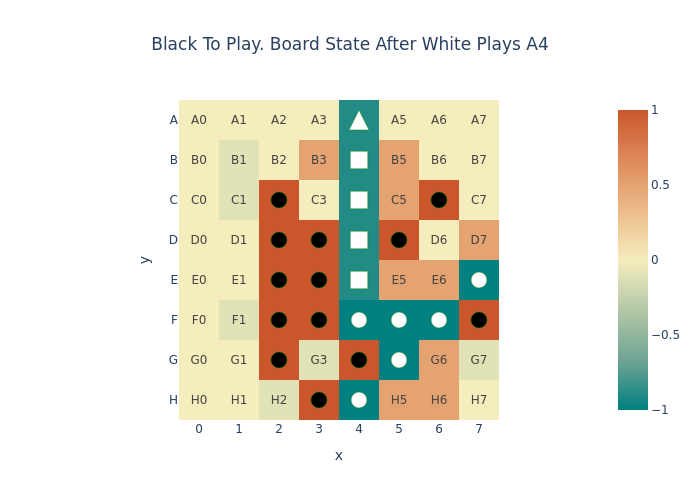 Black To Play. Board State After White Plays A4
A A0 A1 A2 A3 A5 A6 A7 1
B B0 B1 B2 B3 B5 B6 B7
C C0 C1 C3 C5 C7 0.5
D D0 D1 D6 D7
y 0
E E0 E1 E5 E6
F F0 F1 −0.5
G G0 G1 G3 G6 G7
H H0 H1 H2 H5 H6 H7 −1
0 1 2 3 4 5 6 7
x